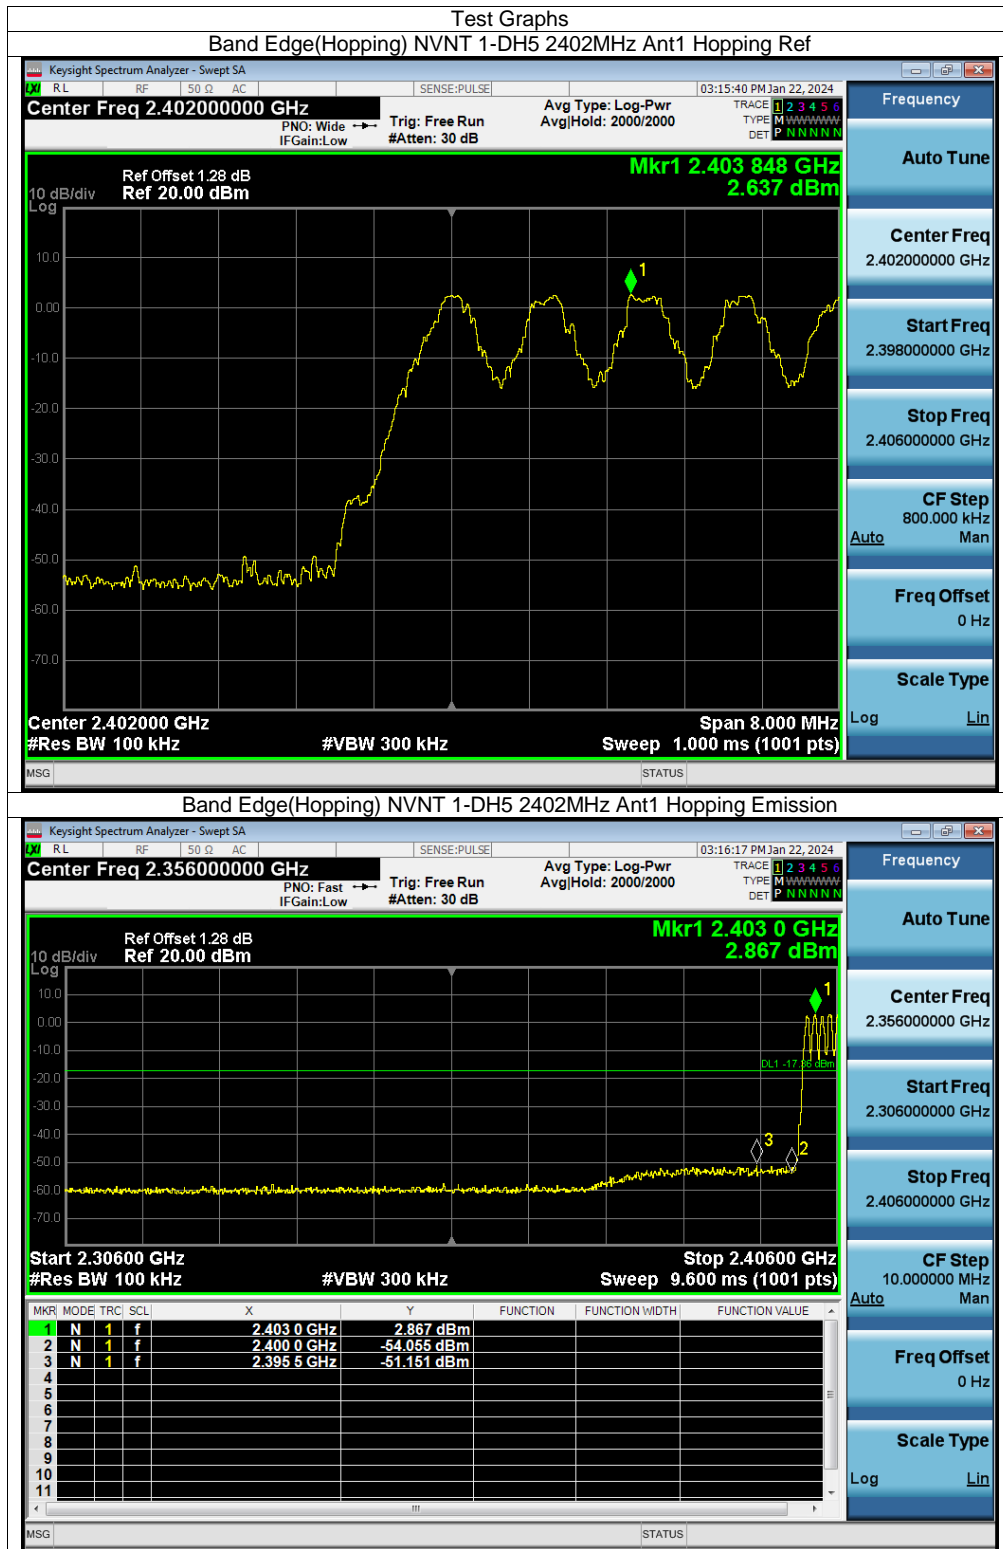 Test Graphs
Band Edge(Hopping) NVNT 1-DH5 2402MHz Ant1 Hopping Ref
Keysight Spectrum Analyzer - Swept SA
LXI RL RF 50 Ω AC SENSE:PULSE 03:15:40 PM Jan 22, 2024
Center Freq 2.402000000 GHz
PNO: Wide
IFGain:Low
Trig: Free Run
#Atten: 30 dB
Avg Type: Log-Pwr
Avg|Hold: 2000/2000
TRACE 1 2 3 4 5 6
TYPE M WWWWW
DET P N N N N N
Mkr1 2.403 848 GHz
2.637 dBm
Ref Offset 1.28 dB
10 dB/div Ref 20.00 dBm
Log
10.0
0.00
-10.0
-20.0
-30.0
-40.0
-50.0
-60.0
-70.0
1
Center 2.402000 GHz Span 8.000 MHz
#Res BW 100 kHz #VBW 300 kHz Sweep 1.000 ms (1001 pts)
MSG STATUS
Frequency
Auto Tune
Center Freq
2.402000000 GHz
Start Freq
2.398000000 GHz
Stop Freq
2.406000000 GHz
CF Step
800.000 kHz
Auto Man
Freq Offset
0 Hz
Scale Type
Log Lin
Band Edge(Hopping) NVNT 1-DH5 2402MHz Ant1 Hopping Emission
Keysight Spectrum Analyzer - Swept SA
LXI RL RF 50 Ω AC SENSE:PULSE 03:16:17 PM Jan 22, 2024
Center Freq 2.356000000 GHz
PNO: Fast
IFGain:Low
Trig: Free Run
#Atten: 30 dB
Avg Type: Log-Pwr
Avg|Hold: 2000/2000
TRACE 1 2 3 4 5 6
TYPE M WWWWW
DET P N N N N N
Mkr1 2.403 0 GHz
2.867 dBm
Ref Offset 1.28 dB
10 dB/div Ref 20.00 dBm
Log
10.0
0.00
-10.0
-20.0
-30.0
-40.0
-50.0
-60.0
-70.0
1
DL1 -17.36 dBm
3
2
Start 2.30600 GHz Stop 2.40600 GHz
#Res BW 100 kHz #VBW 300 kHz Sweep 9.600 ms (1001 pts)
MKR MODE TRC SCL X Y FUNCTION FUNCTION WIDTH FUNCTION VALUE
1 N 1 f 2.403 0 GHz 2.867 dBm
2 N 1 f 2.400 0 GHz -54.055 dBm
3 N 1 f 2.395 5 GHz -51.151 dBm
4
5
6
7
8
9
10
11
MSG STATUS
Frequency
Auto Tune
Center Freq
2.356000000 GHz
Start Freq
2.306000000 GHz
Stop Freq
2.406000000 GHz
CF Step
10.000000 MHz
Auto Man
Freq Offset
0 Hz
Scale Type
Log Lin